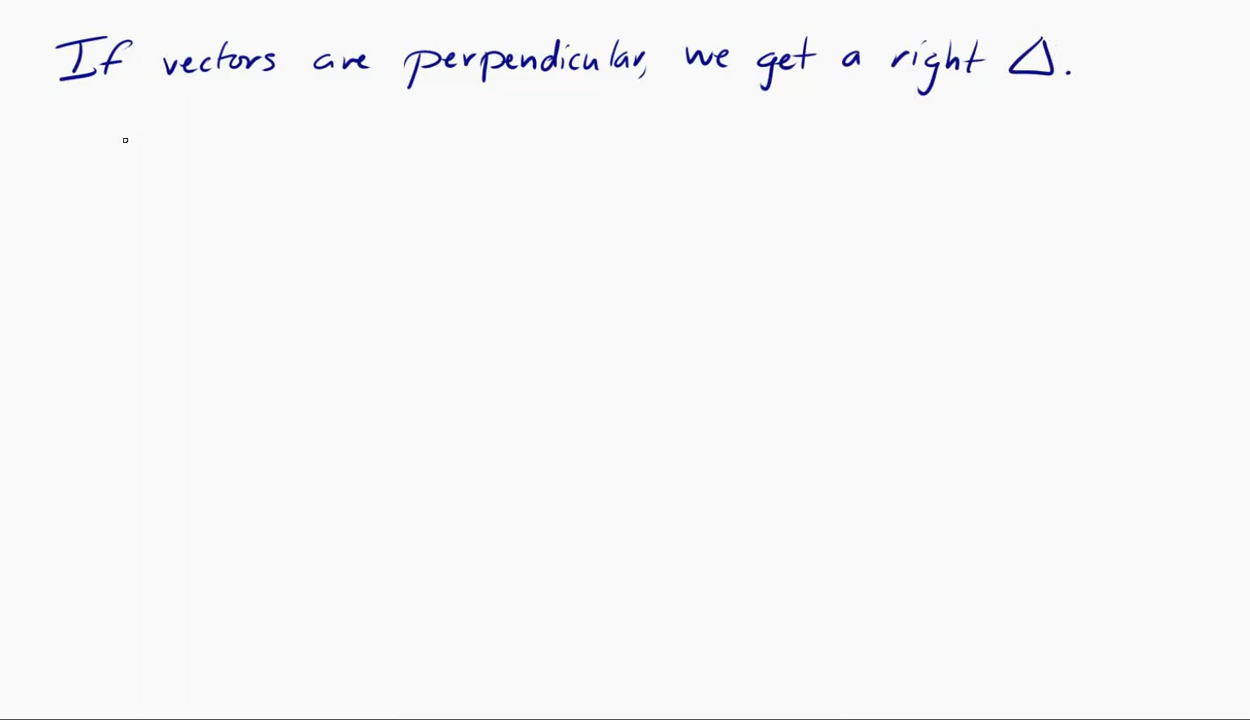 If vectors are perpendicular, we get a right △.